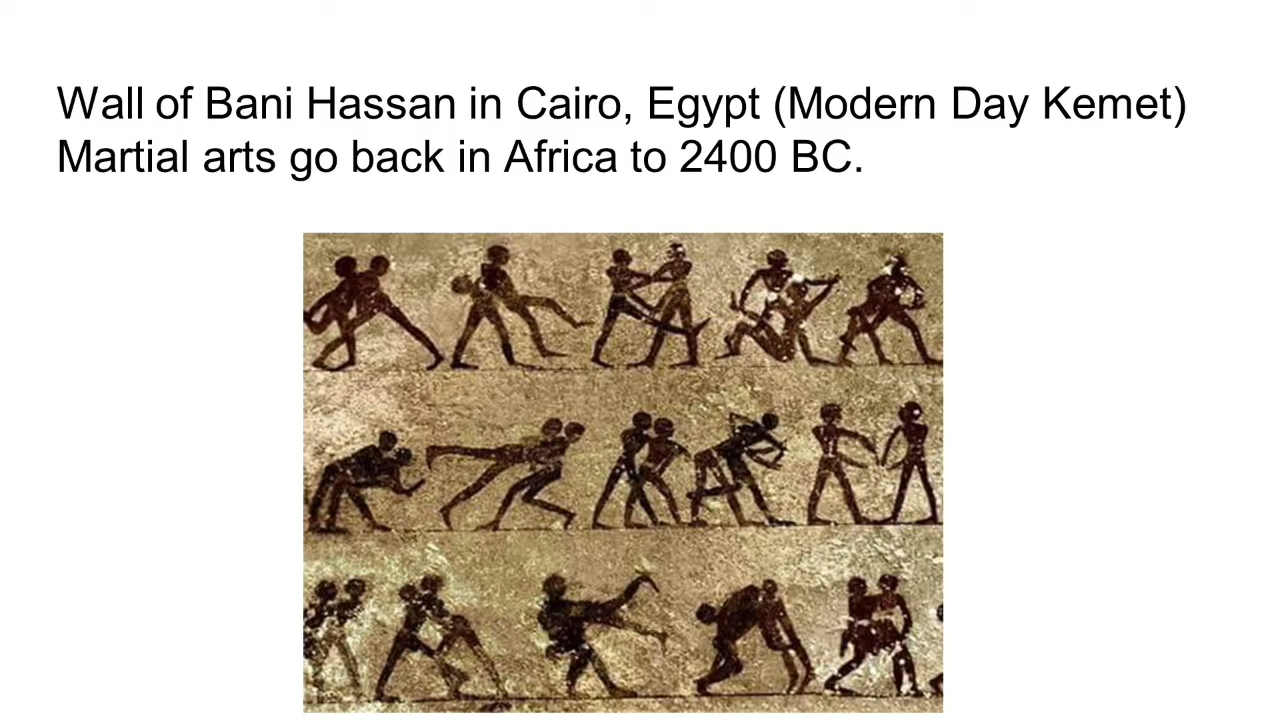 Wall of Bani Hassan in Cairo, Egypt (Modern Day Kemet)
Martial arts go back in Africa to 2400 BC.